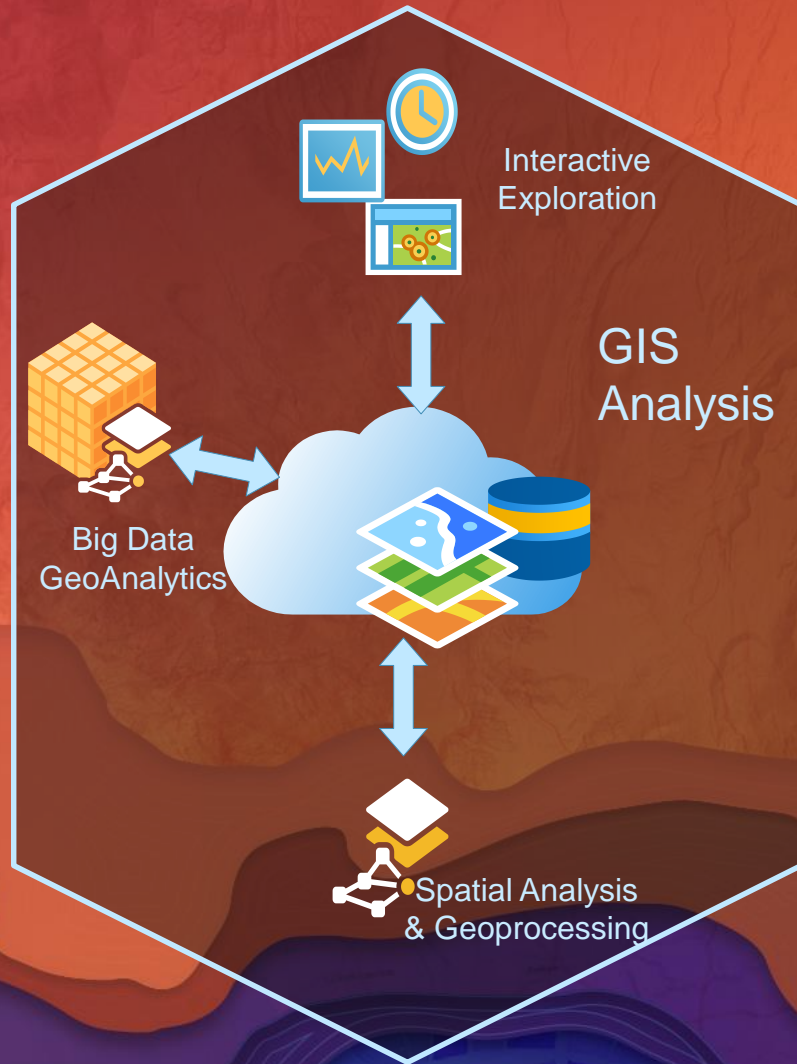 Interactive
Exploration
GIS
Analysis
Big Data
GeoAnalytics
Spatial Analysis
& Geoprocessing